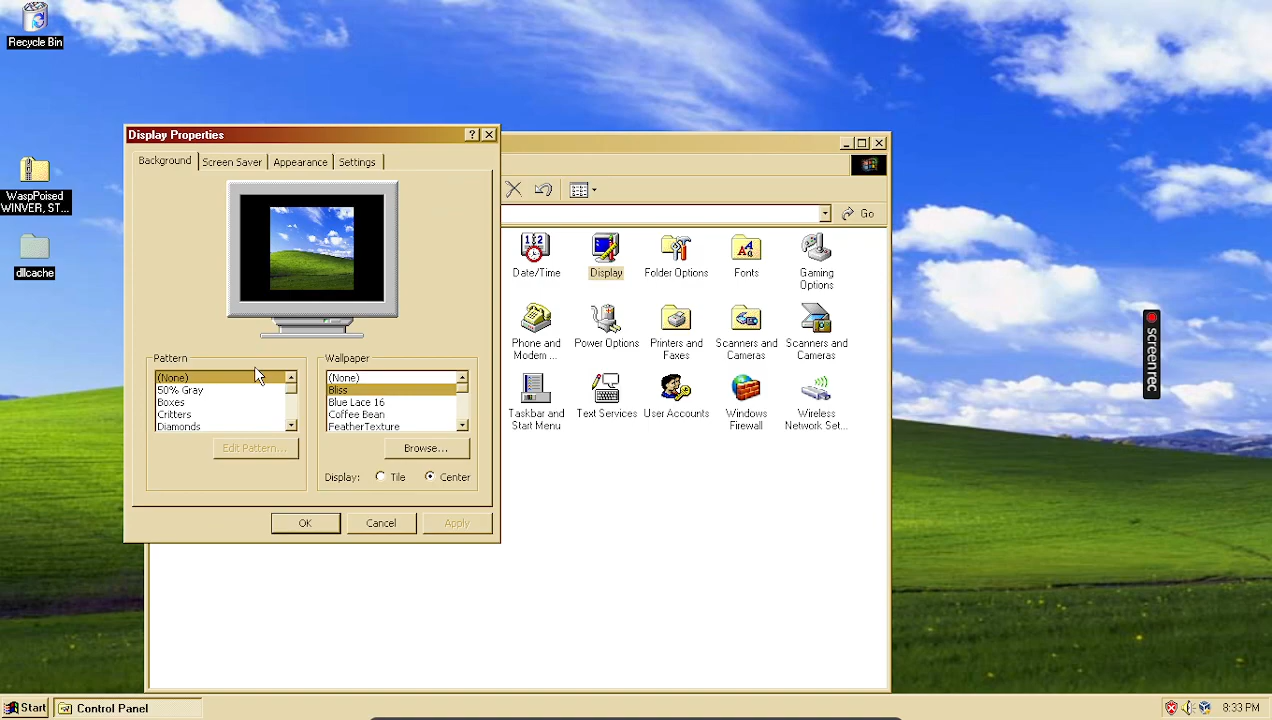 Recycle Bin
WaspPoised
WINVER, ST...
dllcache
Display Properties
Background
Screen Saver
Appearance
Settings
Pattern
(None)
50% Gray
Boxes
Critters
Diamonds
Edit Pattern...
Wallpaper
(None)
Bliss
Blue Lace 16
Coffee Bean
FeatherTexture
Browse...
Display: Tile Center
OK Cancel Apply
Go
Date/Time
Display
Folder Options
Fonts
Gaming
Options
Phone and
Modem ...
Power Options
Printers and
Faxes
Scanners and
Cameras
Scanners and
Cameras
Taskbar and
Start Menu
Text Services
User Accounts
Windows
Firewall
Wireless
Network Set...
screenrec
Start
Control Panel
8:33 PM